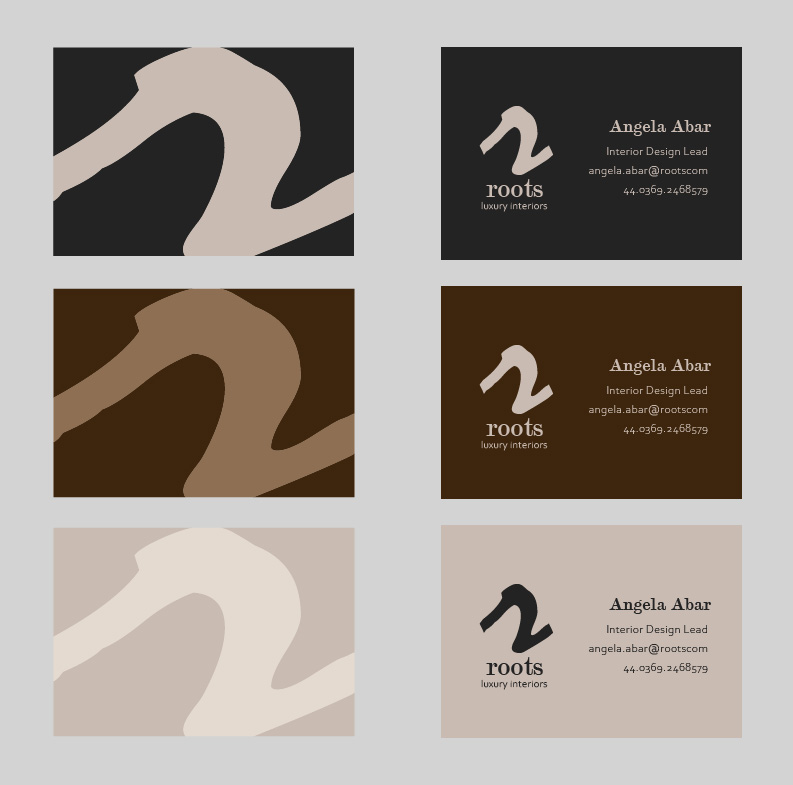 Angela Abar
Interior Design Lead
angela.abar@rootscom
44.0369.2468579
roots
luxury interiors
Angela Abar
Interior Design Lead
angela.abar@rootscom
44.0369.2468579
roots
luxury interiors
Angela Abar
Interior Design Lead
angela.abar@rootscom
44.0369.2468579
roots
luxury interiors